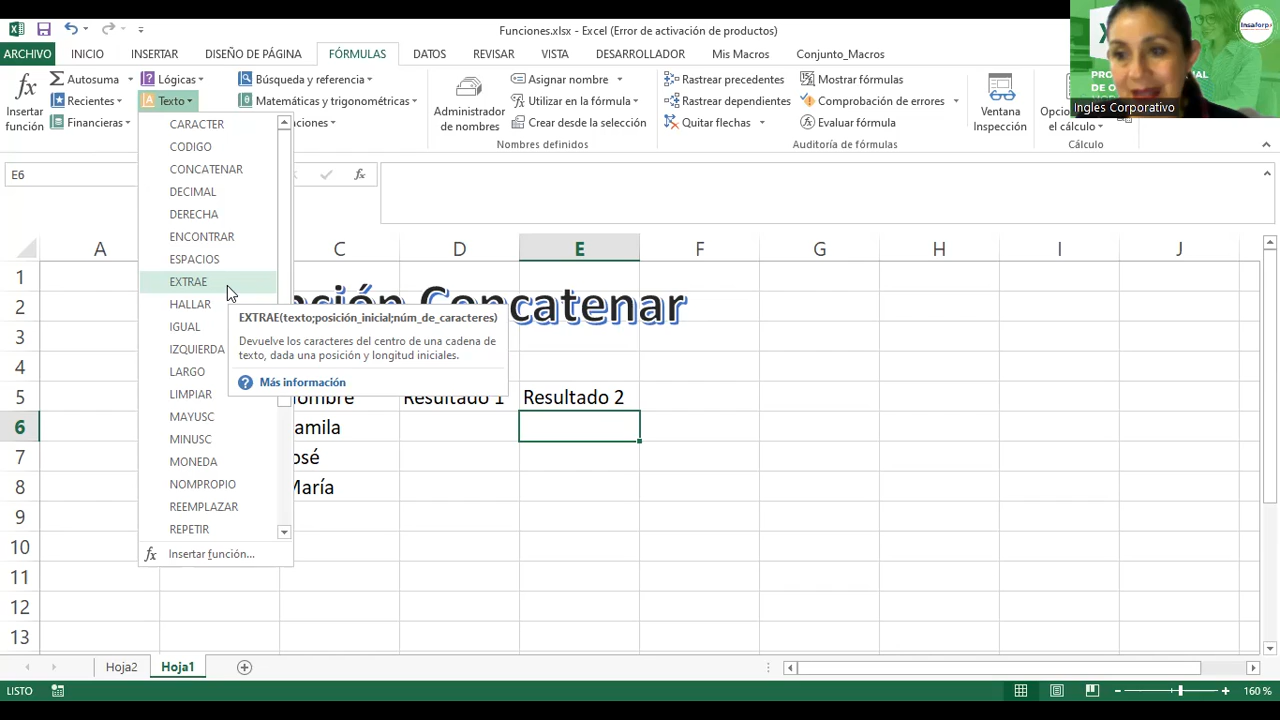 Funciones.xlsx - Excel (Error de activación de productos)
Insaforp
ARCHIVO INICIO INSERTAR DISEÑO DE PÁGINA FÓRMULAS DATOS REVISAR VISTA DESARROLLADOR Mis Macros Conjunto_Macros
fx
Insertar función
Autosuma
Recientes
Financieras
Lógicas
Texto
Búsqueda y referencia
Matemáticas y trigonométricas
Administrador de nombres
Asignar nombre
Utilizar en la fórmula
Crear desde la selección
Nombres definidos
Rastrear precedentes
Rastrear dependientes
Quitar flechas
Mostrar fórmulas
Comprobación de errores
Evaluar fórmula
Auditoría de fórmulas
Ventana Inspección
el cálculo
Cálculo
Ingles Corporativo
E6
fx
CARACTER
CODIGO
CONCATENAR
DECIMAL
DERECHA
ENCONTRAR
ESPACIOS
EXTRAE
HALLAR
IGUAL
IZQUIERDA
LARGO
LIMPIAR
MAYUSC
MINUSC
MONEDA
NOMPROPIO
REEMPLAZAR
REPETIR
fx Insertar función...
EXTRAE(texto;posición_inicial;núm_de_caracteres)
Devuelve los caracteres del centro de una cadena de
texto, dada una posición y longitud iniciales.
Más información
A C D E F G H I J
1
2 Concatenar
3
4
5 Resultado 1 Resultado 2
6 amila
7 osé
8 María
9
10
11
12
13
Hoja2 Hoja1
LISTO 160 %